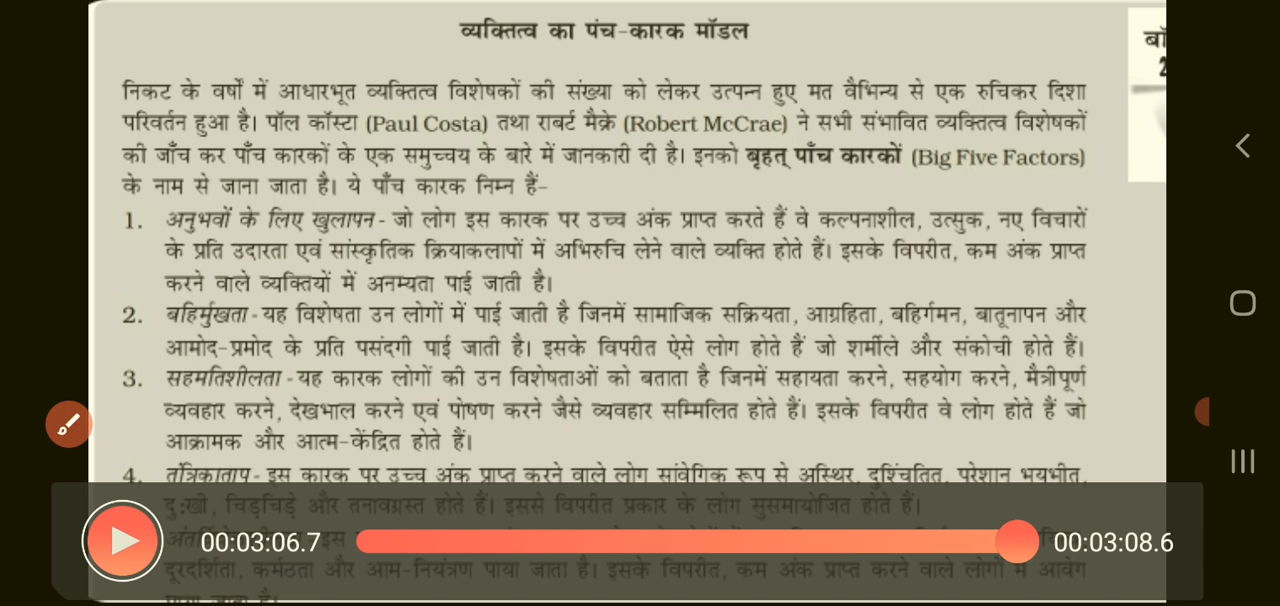 व्यक्तित्व का पंच-कारक मॉडल
बॉ
2
निकट के वर्षों में आधारभूत व्यक्तित्व विशेषकों की संख्या को लेकर उत्पन्न हुए मत वैभिन्य से एक रुचिकर दिशा
परिवर्तन हुआ है। पॉल कॉस्टा (Paul Costa) तथा राबर्ट मैक्रे (Robert McCrae) ने सभी संभावित व्यक्तित्व विशेषकों
की जाँच कर पाँच कारकों के एक समुच्चय के बारे में जानकारी दी है। इनको बृहत् पाँच कारकों (Big Five Factors)
के नाम से जाना जाता है। ये पाँच कारक निम्न हैं-
1. अनुभवों के लिए खुलापन - जो लोग इस कारक पर उच्च अंक प्राप्त करते हैं वे कल्पनाशील, उत्सुक, नए विचारों
के प्रति उदारता एवं सांस्कृतिक क्रियाकलापों में अभिरुचि लेने वाले व्यक्ति होते हैं। इसके विपरीत, कम अंक प्राप्त
करने वाले व्यक्तियों में अनम्यता पाई जाती है।
2. बहिर्मुखता - यह विशेषता उन लोगों में पाई जाती है जिनमें सामाजिक सक्रियता, आग्रहिता, बहिर्गमन, बातूनापन और
आमोद-प्रमोद के प्रति पसंदगी पाई जाती है। इसके विपरीत ऐसे लोग होते हैं जो शर्मीले और संकोची होते हैं।
3. सहमतिशीलता - यह कारक लोगों की उन विशेषताओं को बताता है जिनमें सहायता करने, सहयोग करने, मैत्रीपूर्ण
व्यवहार करने, देखभाल करने एवं पोषण करने जैसे व्यवहार सम्मिलित होते हैं। इसके विपरीत वे लोग होते हैं जो
आक्रामक और आत्म-केंद्रित होते हैं।
4. तंत्रिकाताप - इस कारक पर उच्च अंक प्राप्त करने वाले लोग सांवेगिक रूप से अस्थिर, दुश्चिंतित, परेशान भयभीत,
दु:खी, चिड़चिड़े और तनावग्रस्त होते हैं। इससे विपरीत प्रकार के लोग सुसमायोजित होते हैं।
इस
00:03:06.7 00:03:08.6
दूरदर्शिता, कर्मठता और आम-नियंत्रण पाया जाता है। इसके विपरीत, कम अंक प्राप्त करने वाले लोगों में आवेग